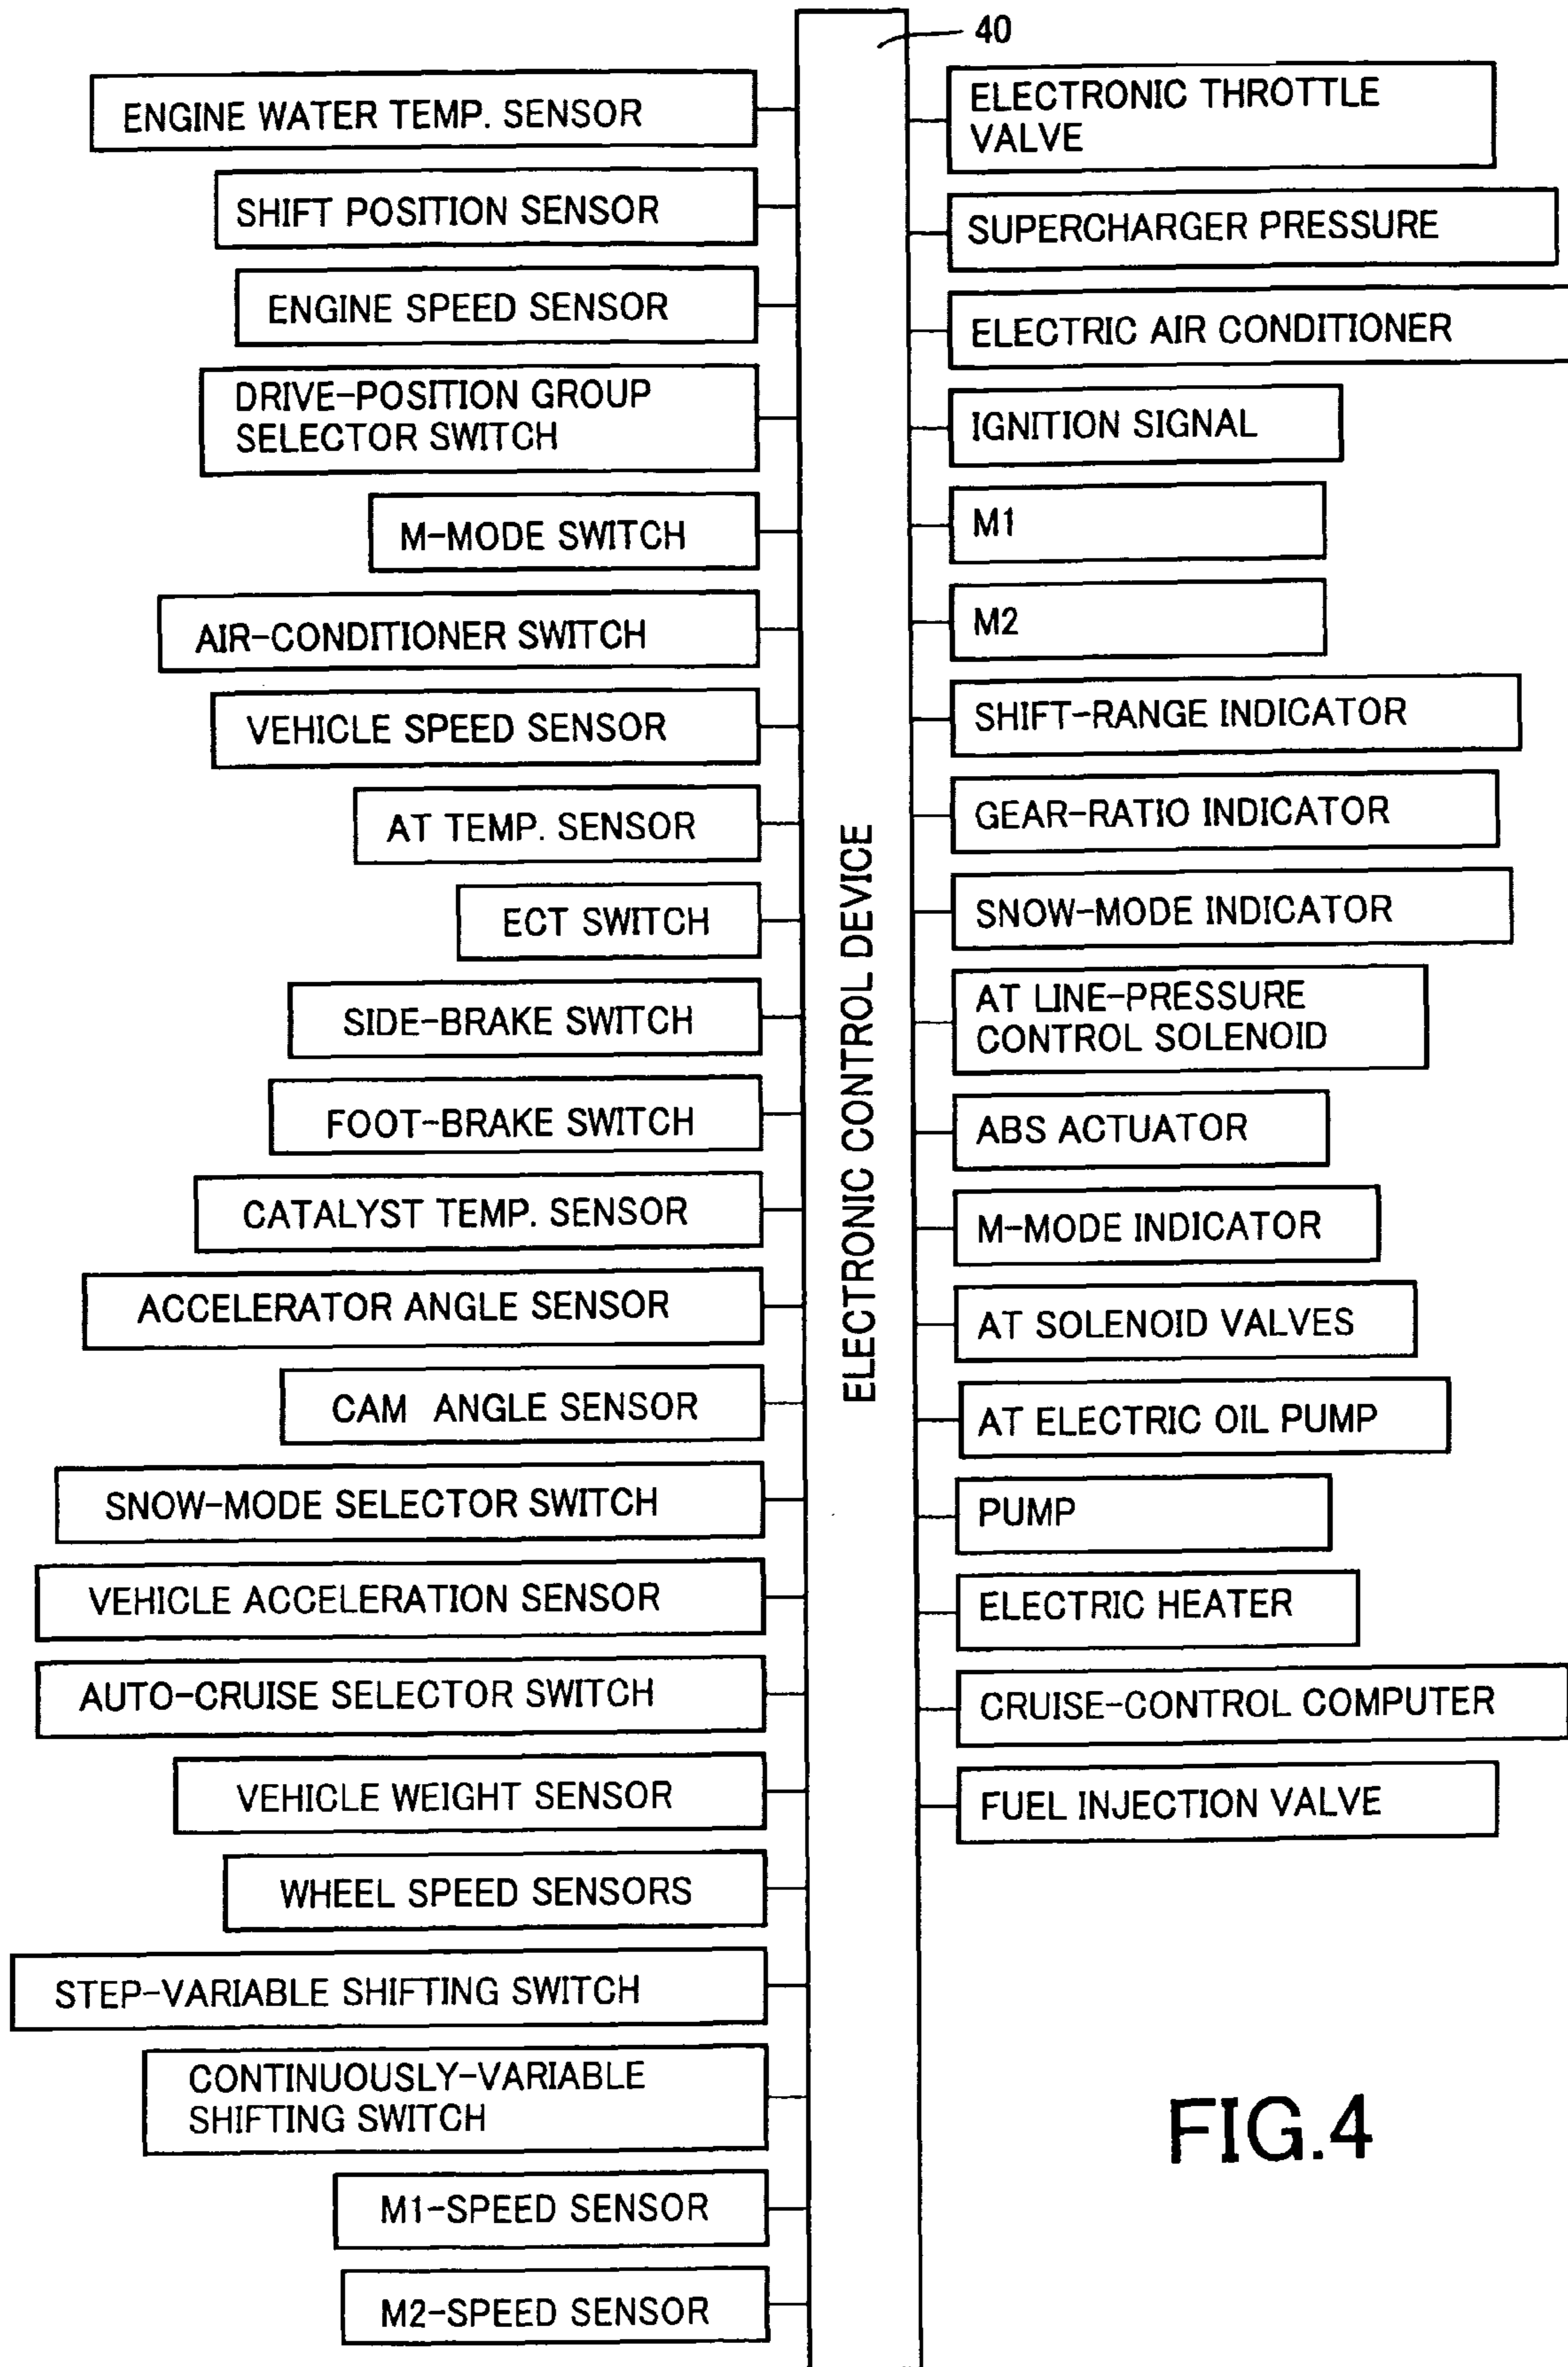 40
ENGINE WATER TEMP. SENSOR
SHIFT POSITION SENSOR
ENGINE SPEED SENSOR
DRIVE-POSITION GROUP
SELECTOR SWITCH
M-MODE SWITCH
AIR-CONDITIONER SWITCH
VEHICLE SPEED SENSOR
AT TEMP. SENSOR
ECT SWITCH
SIDE-BRAKE SWITCH
FOOT-BRAKE SWITCH
CATALYST TEMP. SENSOR
ACCELERATOR ANGLE SENSOR
CAM ANGLE SENSOR
SNOW-MODE SELECTOR SWITCH
VEHICLE ACCELERATION SENSOR
AUTO-CRUISE SELECTOR SWITCH
VEHICLE WEIGHT SENSOR
WHEEL SPEED SENSORS
STEP-VARIABLE SHIFTING SWITCH
CONTINUOUSLY-VARIABLE
SHIFTING SWITCH
M1-SPEED SENSOR
M2-SPEED SENSOR
ELECTRONIC CONTROL DEVICE
ELECTRONIC THROTTLE
VALVE
SUPERCHARGER PRESSURE
ELECTRIC AIR CONDITIONER
IGNITION SIGNAL
M1
M2
SHIFT-RANGE INDICATOR
GEAR-RATIO INDICATOR
SNOW-MODE INDICATOR
AT LINE-PRESSURE
CONTROL SOLENOID
ABS ACTUATOR
M-MODE INDICATOR
AT SOLENOID VALVES
AT ELECTRIC OIL PUMP
PUMP
ELECTRIC HEATER
CRUISE-CONTROL COMPUTER
FUEL INJECTION VALVE
FIG.4